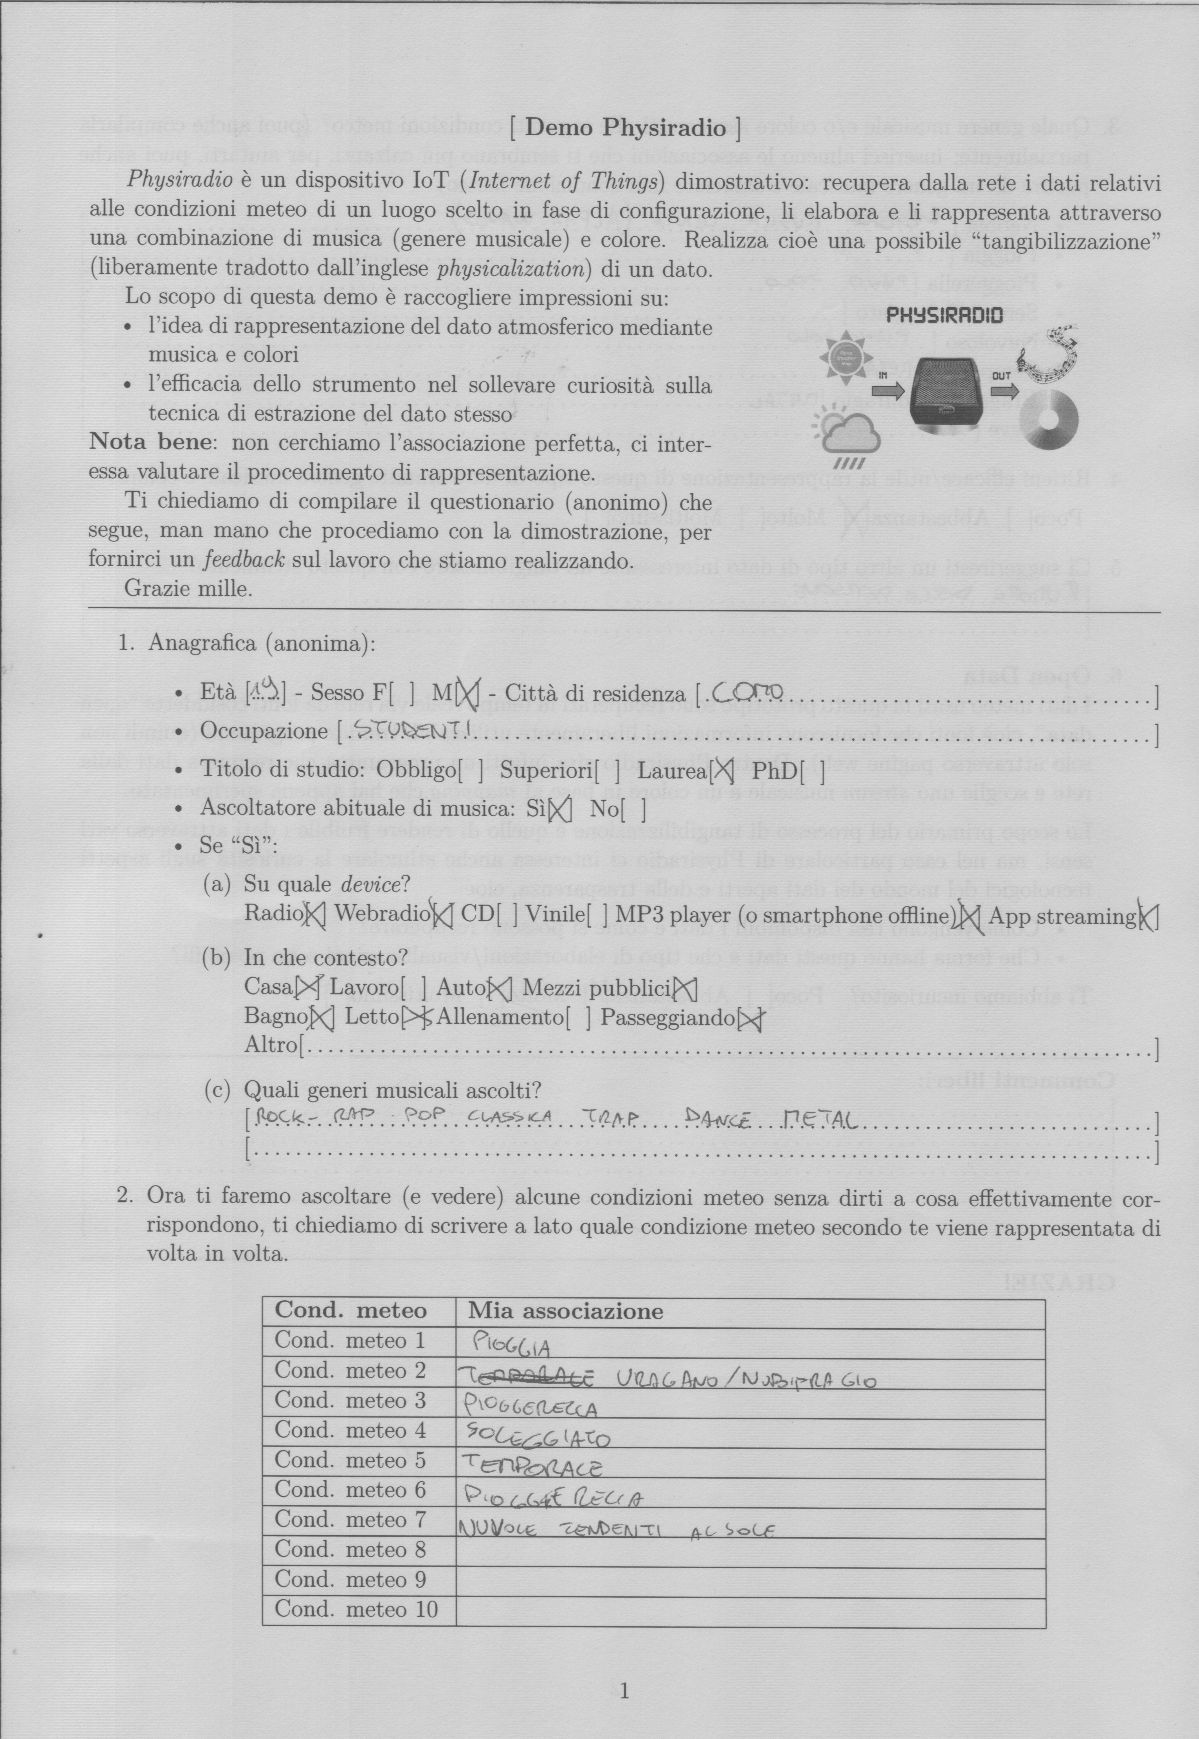 [ Demo Physiradio ]
Physiradio è un dispositivo IoT (Internet of Things) dimostrativo: recupera dalla rete i dati relativi
alle condizioni meteo di un luogo scelto in fase di configurazione, li elabora e li rappresenta attraverso
una combinazione di musica (genere musicale) e colore. Realizza cioè una possibile “tangibilizzazione”
(liberamente tradotto dall'inglese physicalization) di un dato.
Lo scopo di questa demo è raccogliere impressioni su:
• l'idea di rappresentazione del dato atmosferico mediante
musica e colori
• l'efficacia dello strumento nel sollevare curiosità sulla
tecnica di estrazione del dato stesso
Nota bene: non cerchiamo l'associazione perfetta, ci inter-
essa valutare il procedimento di rappresentazione.
Ti chiediamo di compilare il questionario (anonimo) che
segue, man mano che procediamo con la dimostrazione, per
fornirci un feedback sul lavoro che stiamo realizzando.
Grazie mille.
PHYSIRADIO
IN
OUT
1. Anagrafica (anonima):
• Età [19] - Sesso F[ ] M[X] - Città di residenza [ COMO ]
• Occupazione [ STUDENTI ]
• Titolo di studio: Obbligo[ ] Superiori[ ] Laurea[X] PhD[ ]
• Ascoltatore abituale di musica: Sì[X] No[ ]
• Se “Sì”:
(a) Su quale device?
Radio[X] Webradio[X] CD[ ] Vinile[ ] MP3 player (o smartphone offline)[X] App streaming[X]
(b) In che contesto?
Casa[X] Lavoro[ ] Auto[X] Mezzi pubblici[X]
Bagno[X] Letto[X] Allenamento[ ] Passeggiando[X]
Altro[ ]
(c) Quali generi musicali ascolti?
[ ROCK - RAP - POP CLASSICA TRAP DANCE METAL ]
[ ]
2. Ora ti faremo ascoltare (e vedere) alcune condizioni meteo senza dirti a cosa effettivamente cor-
rispondono, ti chiediamo di scrivere a lato quale condizione meteo secondo te viene rappresentata di
volta in volta.
Cond. meteo Mia associazione
Cond. meteo 1 PIOGGIA
Cond. meteo 2 TEMPORALE URAGANO/NUBIFRAGIO
Cond. meteo 3 PIOGGERELLA
Cond. meteo 4 SOLEGGIATO
Cond. meteo 5 TEMPORALE
Cond. meteo 6 PIOGGERELLA
Cond. meteo 7 NUVOLE TENDENTI AL SOLE
Cond. meteo 8
Cond. meteo 9
Cond. meteo 10
1